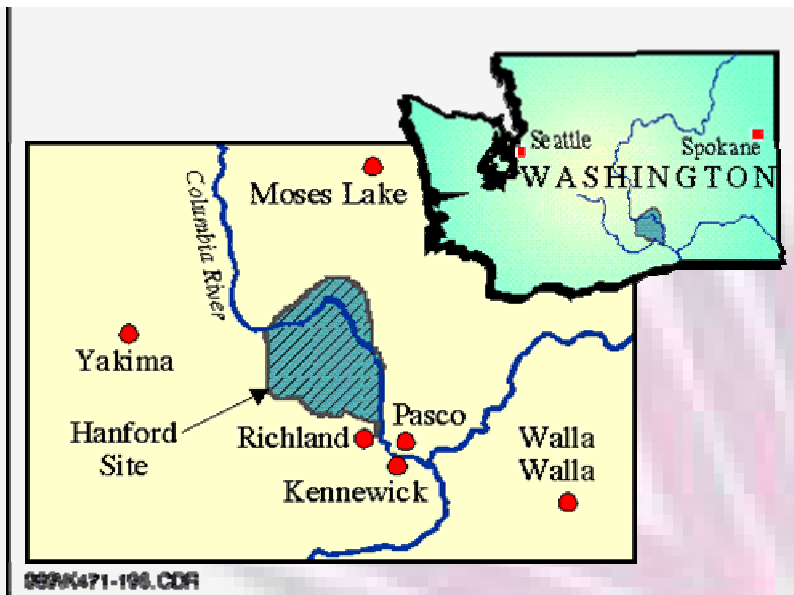 Seattle
Spokane
WASHINGTON
Moses Lake
Columbia River
Yakima
Hanford
Site
Richland
Pasco
Kennewick
Walla
Walla